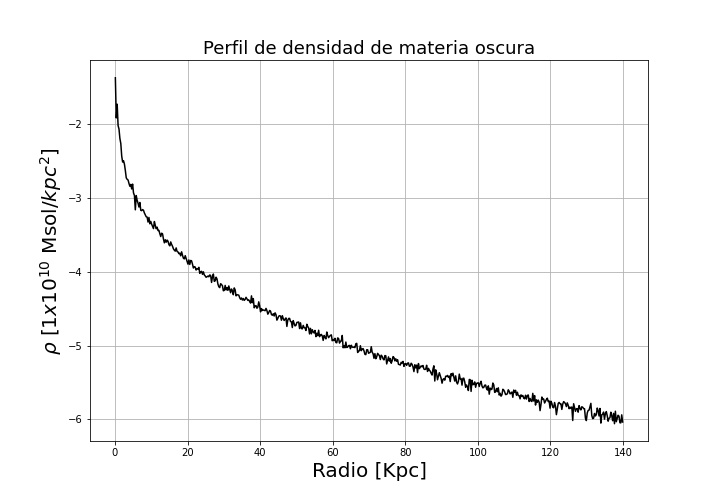 Perfil de densidad de materia oscura
ρ [1x10¹⁰ Msol/kpc²]
−2
−3
−4
−5
−6
0 20 40 60 80 100 120 140
Radio [Kpc]